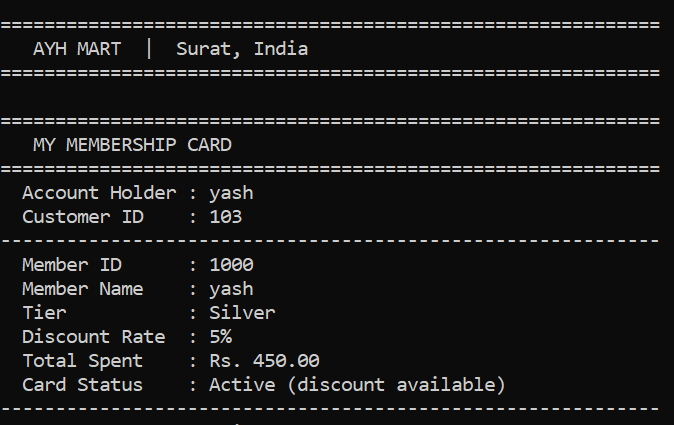 ============================================================
AYH MART | Surat, India
============================================================
============================================================
MY MEMBERSHIP CARD
============================================================
Account Holder : yash
Customer ID : 103
------------------------------------------------------------
Member ID : 1000
Member Name : yash
Tier : Silver
Discount Rate : 5%
Total Spent : Rs. 450.00
Card Status : Active (discount available)
------------------------------------------------------------